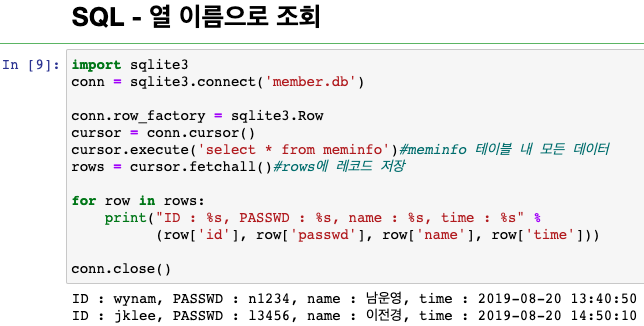 SQL - 열 이름으로 조회
In [9]:
import sqlite3
conn = sqlite3.connect('member.db')
conn.row_factory = sqlite3.Row
cursor = conn.cursor()
cursor.execute('select * from meminfo')#meminfo 테이블 내 모든 데이터
rows = cursor.fetchall()#rows에 레코드 저장
for row in rows:
    print("ID : %s, PASSWD : %s, name : %s, time : %s" %
          (row['id'], row['passwd'], row['name'], row['time']))
conn.close()
ID : wynam, PASSWD : n1234, name : 남운영, time : 2019-08-20 13:40:50
ID : jklee, PASSWD : l3456, name : 이전경, time : 2019-08-20 14:50:10